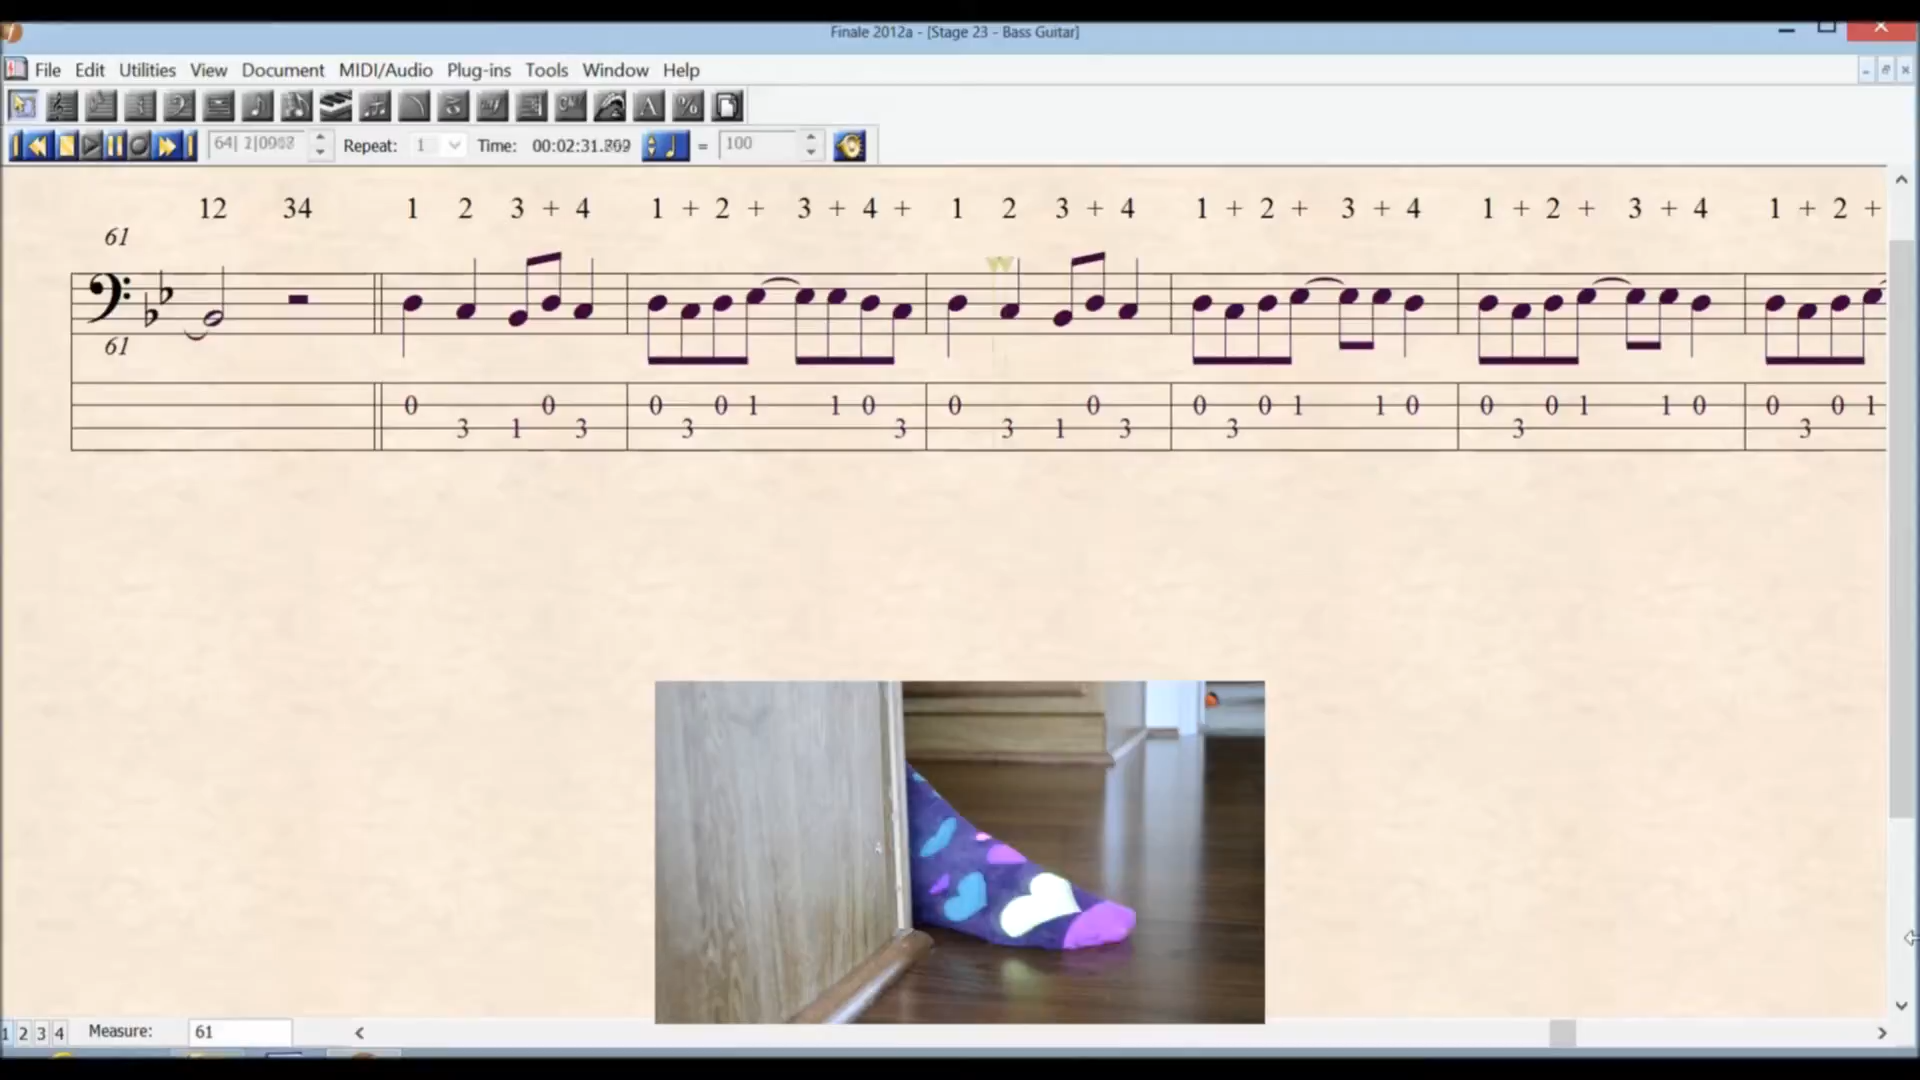 Finale 2012a - [Stage 23 - Bass Guitar]
File Edit Utilities View Document MIDI/Audio Plug-ins Tools Window Help
Repeat: 1 Time: = 100
12 34 1 2 3 + 4 1 + 2 + 3 + 4 + 1 2 3 + 4 1 + 2 + 3 + 4 1 + 2 + 3 + 4 1 + 2 +
61
61
0 0 0 0 1 1 0 0 0 0 0 1 1 0 0 0 1 1 0 0 0 1
3 1 3 3 3 3 1 3 3 3 3
1 2 3 4 Measure: 61